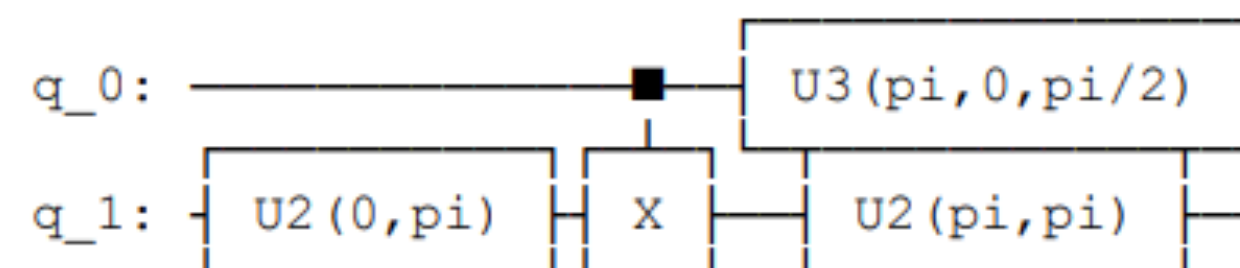 q_0: U3(pi,0,pi/2)
q_1: U2(0,pi) X U2(pi,pi)